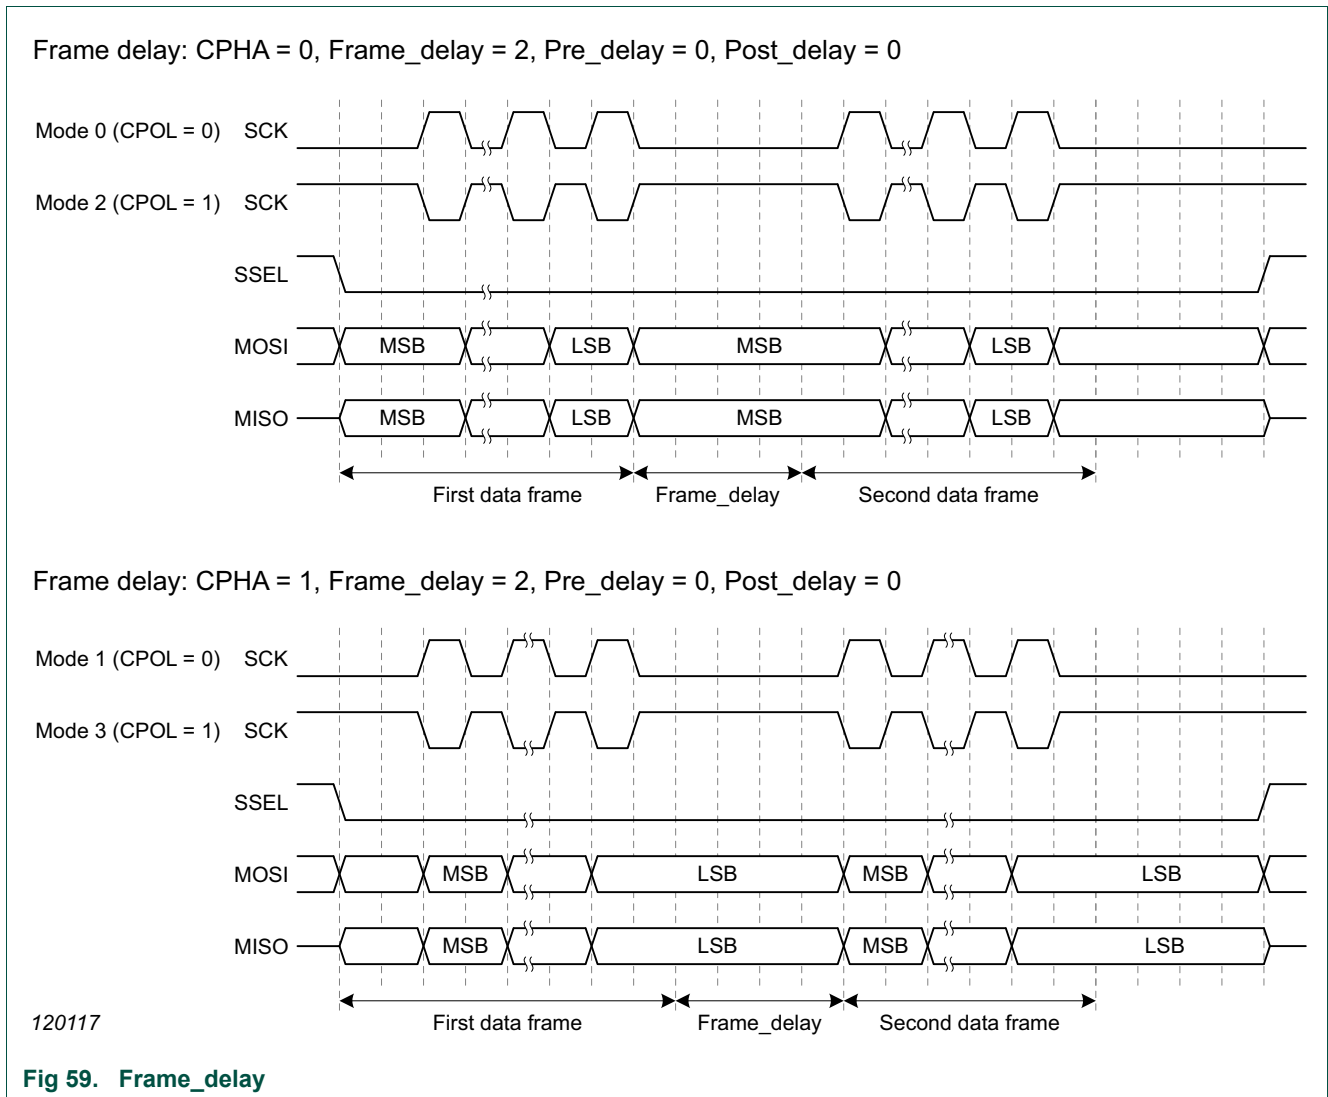 Frame delay: CPHA = 0, Frame_delay = 2, Pre_delay = 0, Post_delay = 0
Mode 0 (CPOL = 0) SCK
Mode 2 (CPOL = 1) SCK
SSEL
MOSI MSB LSB MSB LSB
MISO MSB LSB MSB LSB
First data frame Frame_delay Second data frame
Frame delay: CPHA = 1, Frame_delay = 2, Pre_delay = 0, Post_delay = 0
Mode 1 (CPOL = 0) SCK
Mode 3 (CPOL = 1) SCK
SSEL
MOSI MSB LSB MSB LSB
MISO MSB LSB MSB LSB
First data frame Frame_delay Second data frame
120117
Fig 59. Frame_delay